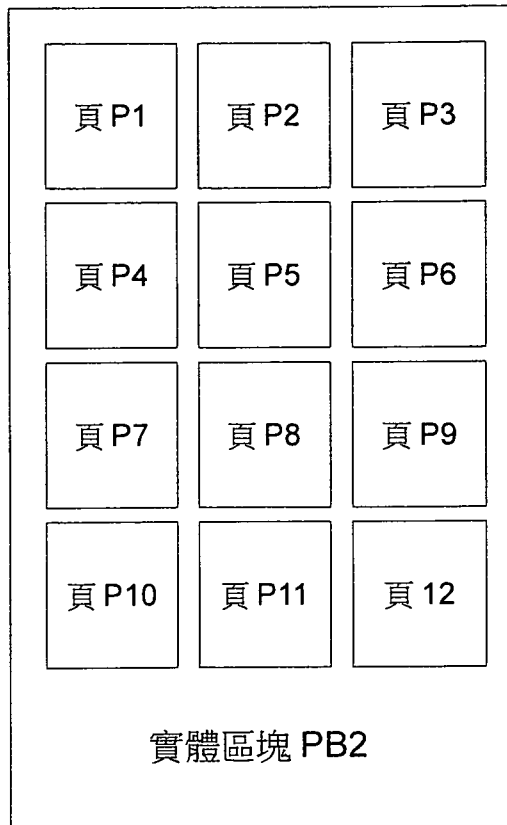 頁 P1 頁 P2 頁 P3
頁 P4 頁 P5 頁 P6
頁 P7 頁 P8 頁 P9
頁 P10 頁 P11 頁 12
實體區塊 PB2